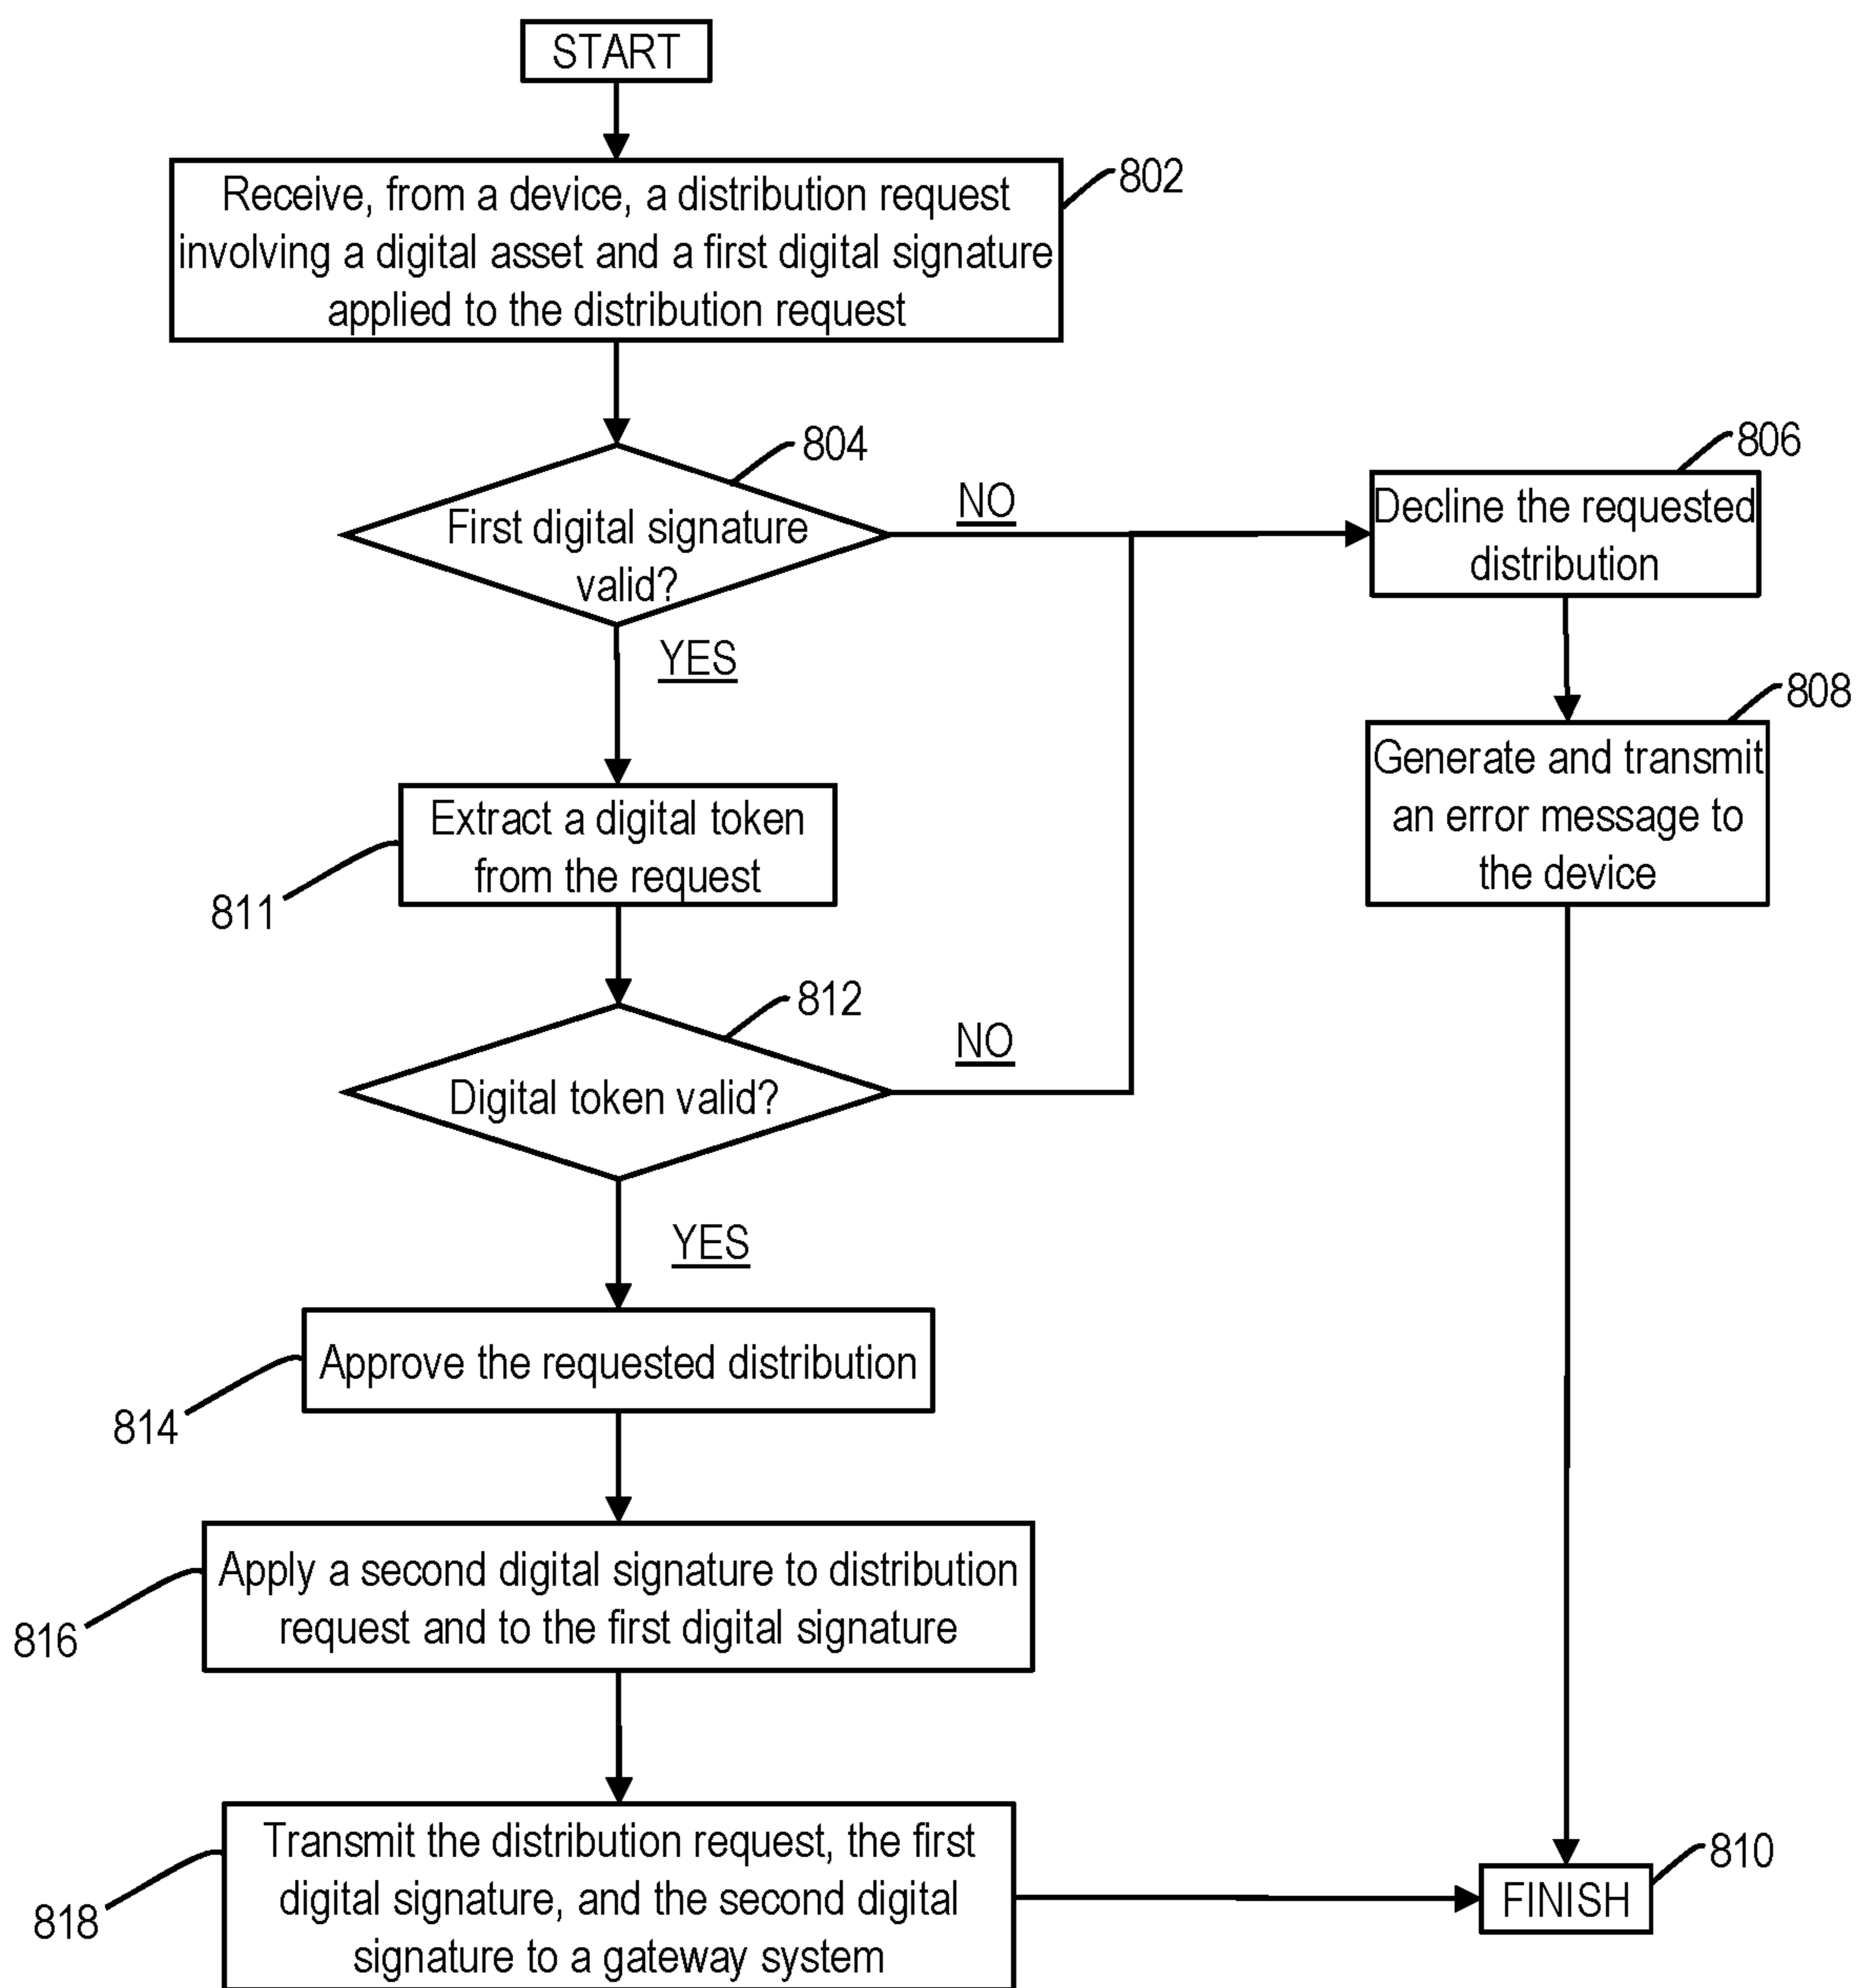 START
Receive, from a device, a distribution request
involving a digital asset and a first digital signature
applied to the distribution request
802
804
First digital signature
valid?
NO
YES
806
Decline the requested
distribution
808
Generate and transmit
an error message to
the device
Extract a digital token
from the request
811
812
Digital token valid?
NO
YES
Approve the requested distribution
814
Apply a second digital signature to distribution
request and to the first digital signature
816
Transmit the distribution request, the first
digital signature, and the second digital
signature to a gateway system
818
810
FINISH